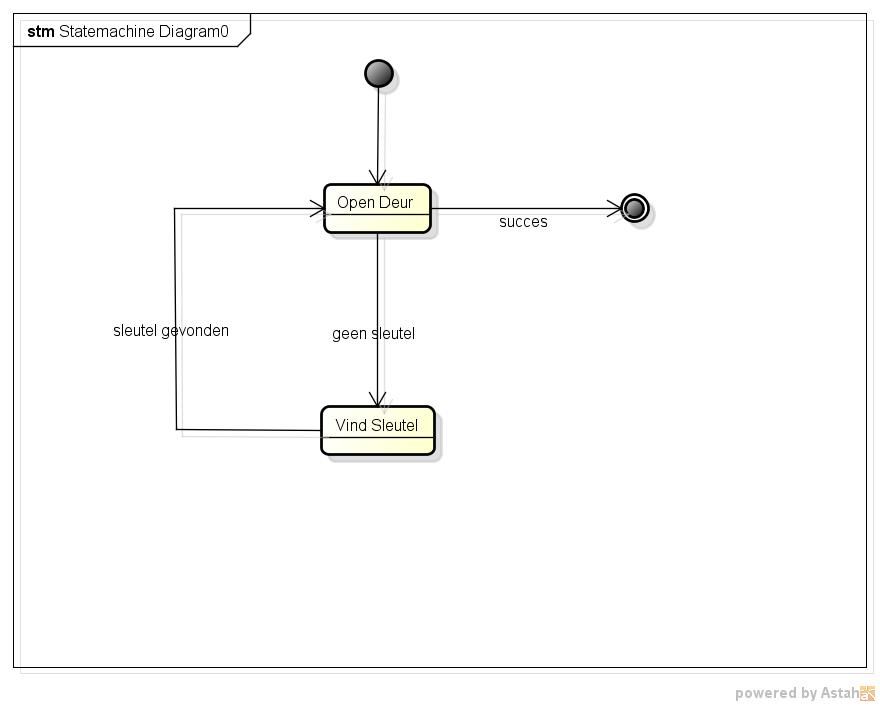 stm Statemachine Diagram0
Open Deur
succes
sleutel gevonden
geen sleutel
Vind Sleutel
powered by Astah